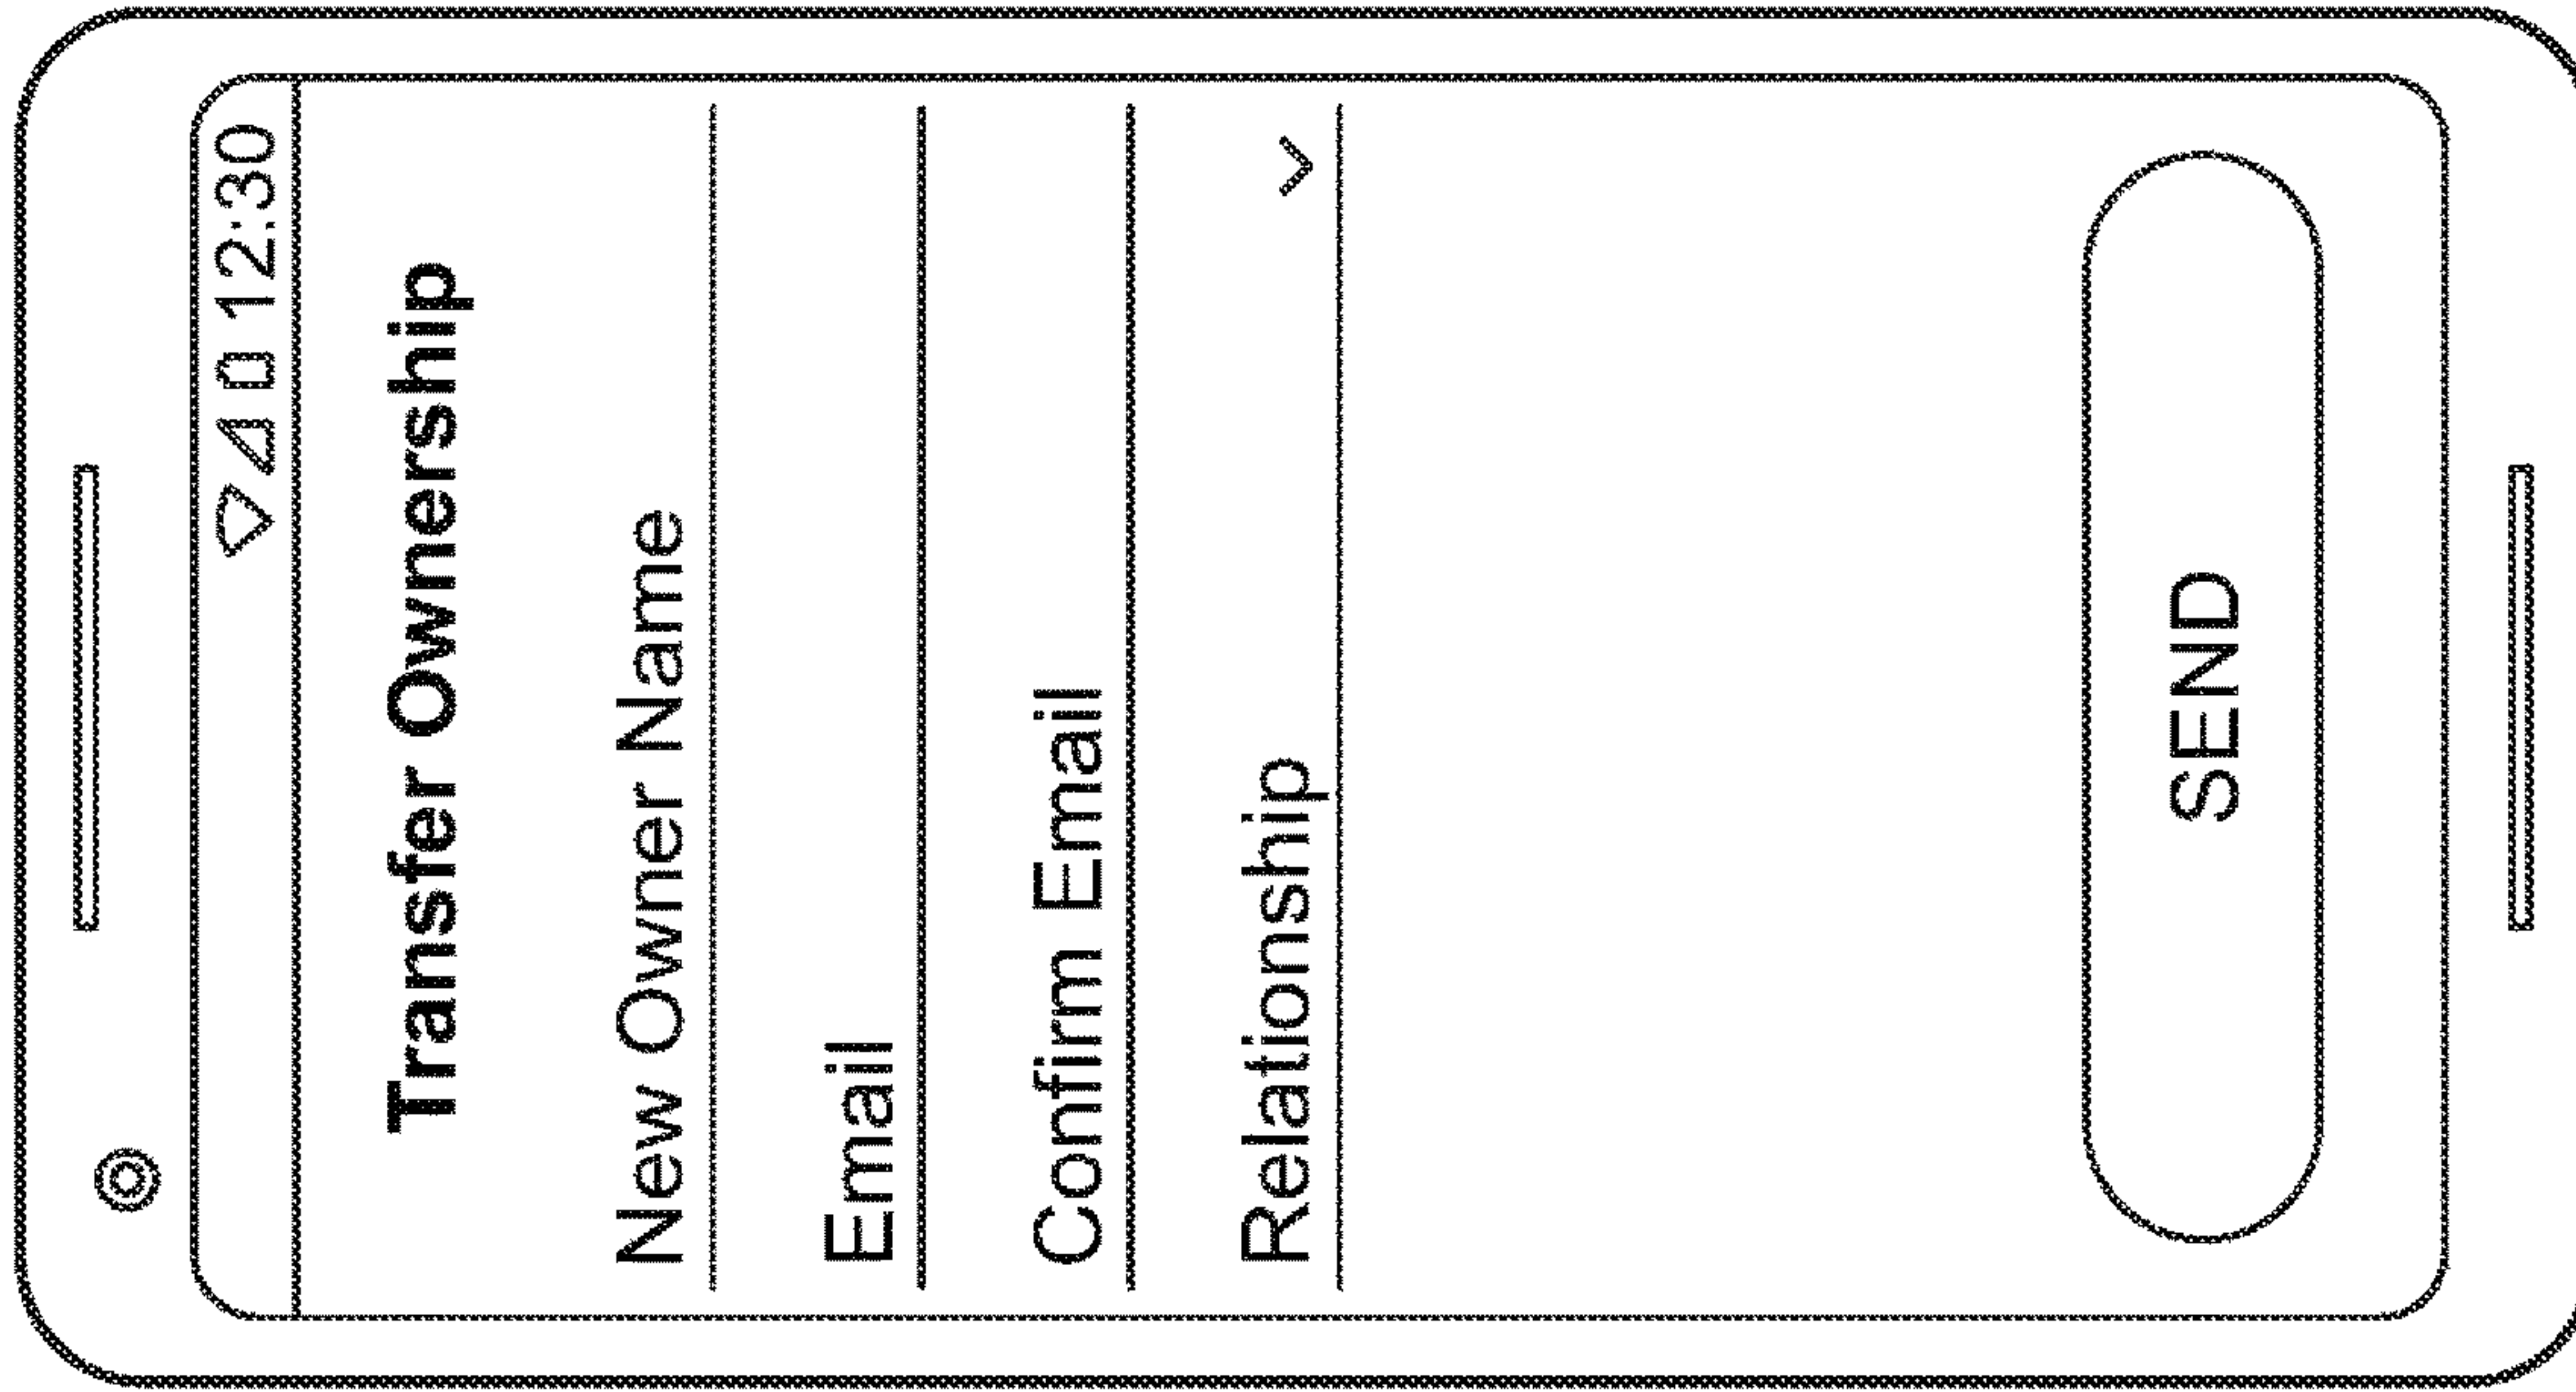 12:30
Transfer Ownership
New Owner Name
Email
Confirm Email
Relationship
SEND